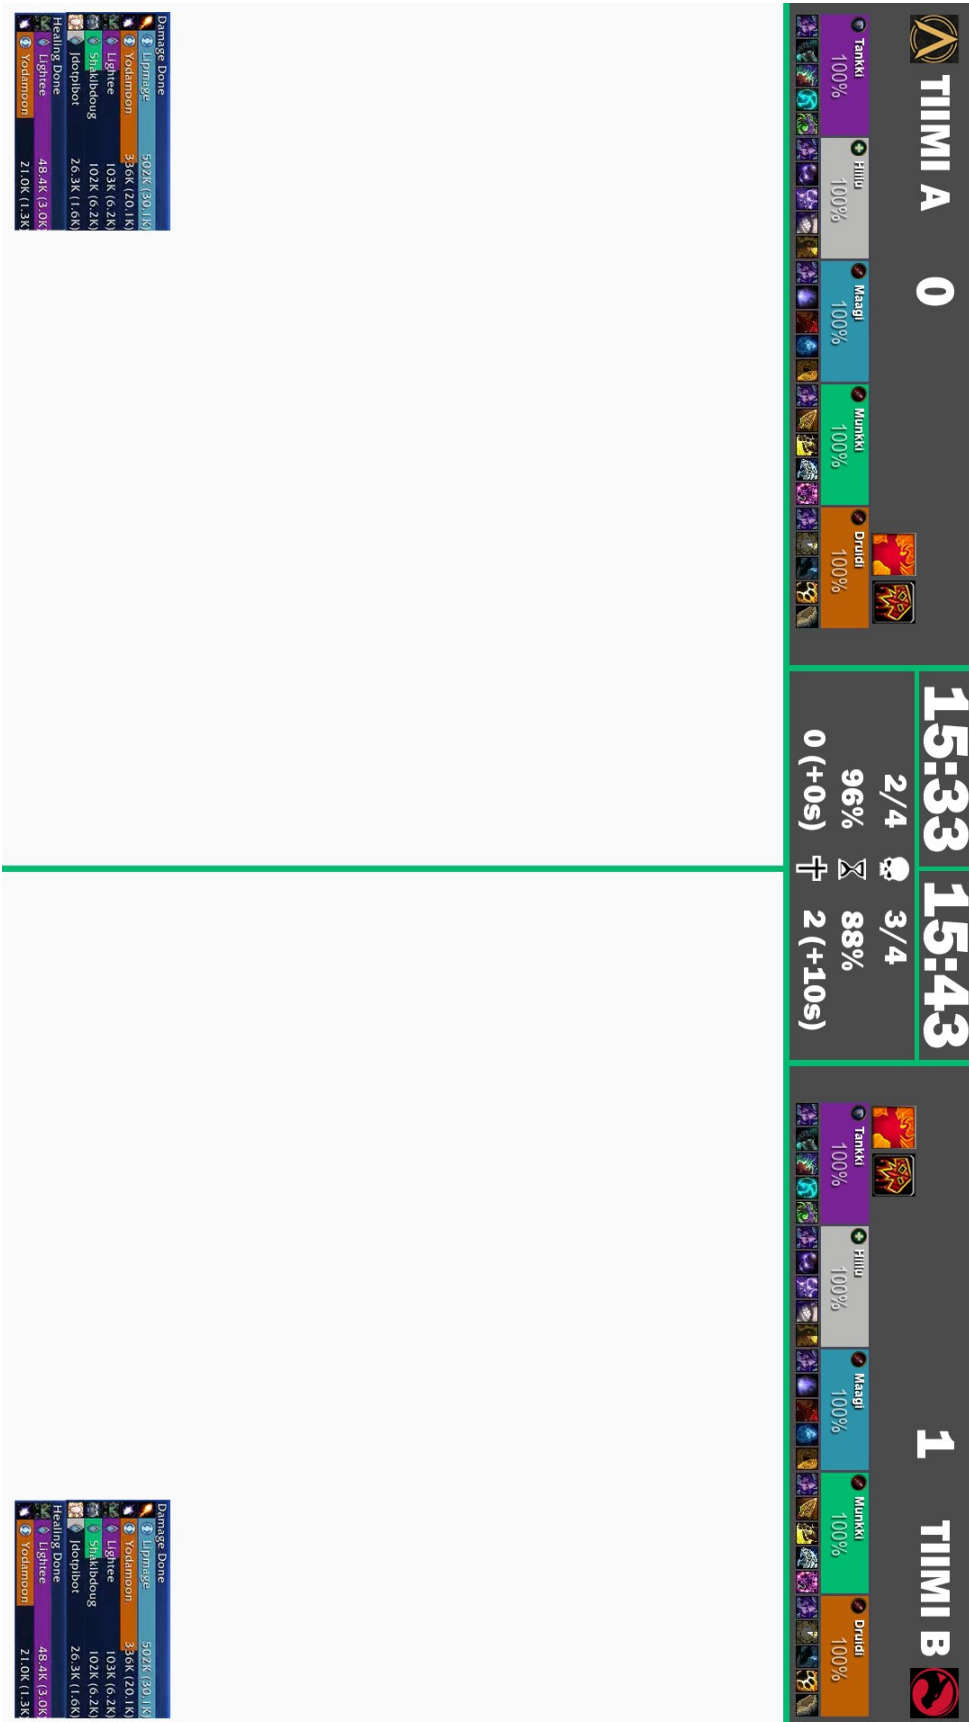 TIIMI A 0
15:33 15:43
1 TIIMI B
Tankki 100%
Hiilu 100%
Maagi 100%
Munkki 100%
Druidi 100%
2/4 3/4
96% 88%
0 (+0s) 2 (+10s)
Tankki 100%
Hiilu 100%
Maagi 100%
Munkki 100%
Druidi 100%
Damage Done
Lipmage 502K (30.1K)
Yodamoon 336K (20.1K)
Lightee 103K (6.2K)
Shakibdoug 102K (6.2K)
Jdotpibot 26.3K (1.6K)
Healing Done
Lightee 48.4K (3.0K)
Yodamoon 21.0K (1.3K)
Damage Done
Lipmage 502K (30.1K)
Yodamoon 336K (20.1K)
Lightee 103K (6.2K)
Shakibdoug 102K (6.2K)
Jdotpibot 26.3K (1.6K)
Healing Done
Lightee 48.4K (3.0K)
Yodamoon 21.0K (1.3K)